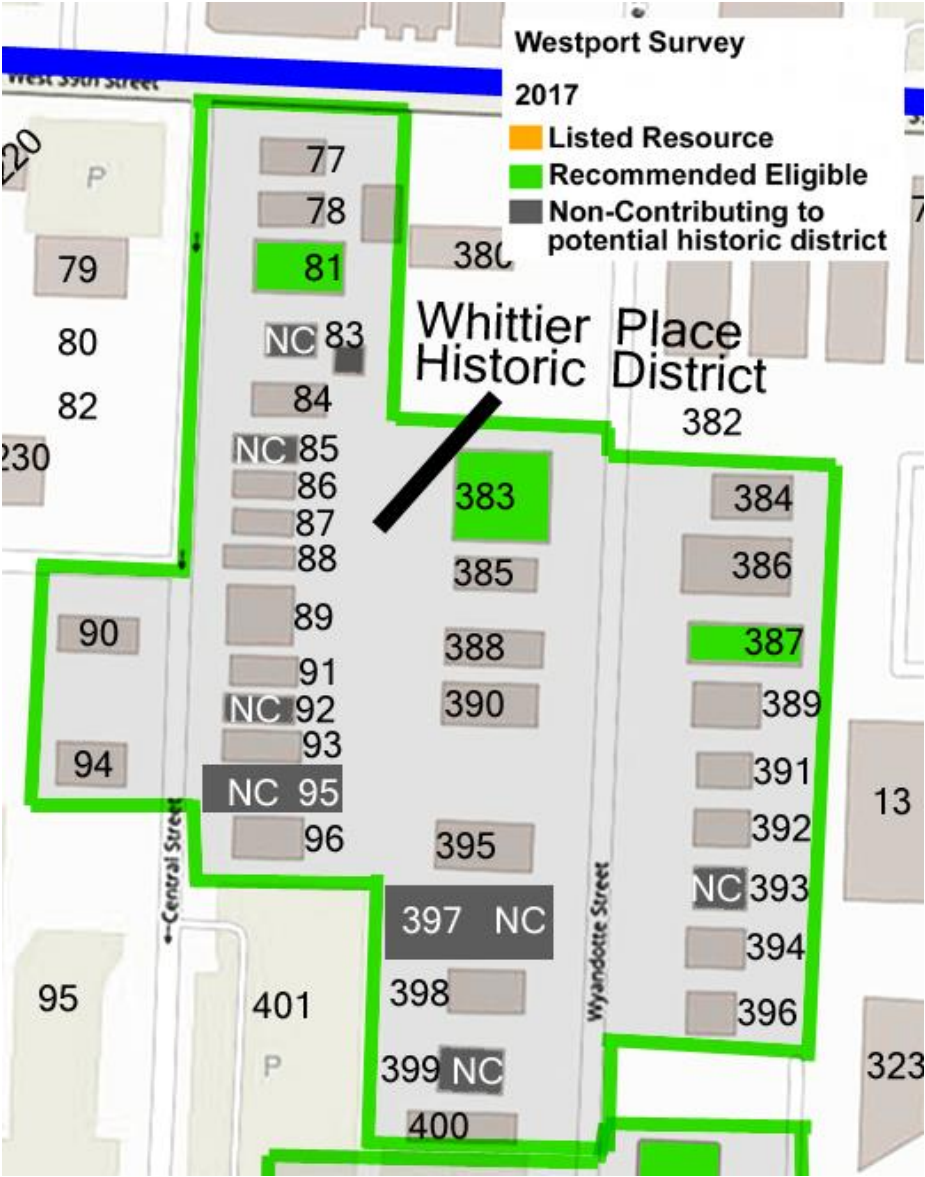 Westport Survey
2017
Listed Resource
Recommended Eligible
Non-Contributing to
potential historic district
West 39th Street
220
P
77
78
79
380
81
80
NC 83
Whittier Place
Historic District
82
84
382
230
NC 85
86
383
384
87
88
385
386
89
90
388
387
91
NC 92
390
389
93
94
391
NC 95
13
96
395
392
Central Street
NC 393
397 NC
Wyandotte Street
394
95
401
398
396
P
399 NC
323
400